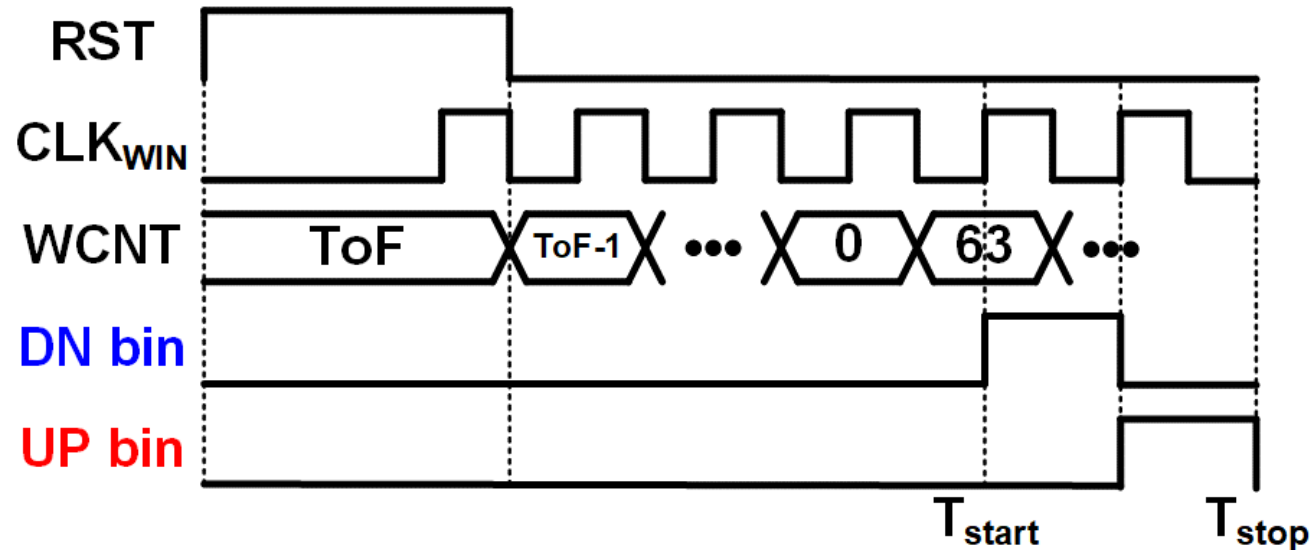 RST
CLKWIN
WCNT ToF ToF-1 ••• 0 63 •••
DN bin
UP bin
Tstart Tstop